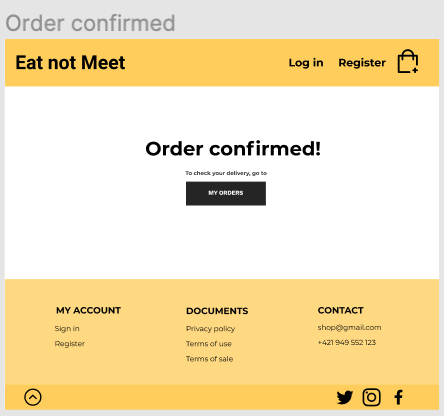 Order confirmed
Eat not Meet
Log in Register
Order confirmed!
To check your delivery, go to
MY ORDERS
MY ACCOUNT
Sign in
Register
DOCUMENTS
Privacy policy
Terms of use
Terms of sale
CONTACT
shop@gmail.com
+421 949 552 123